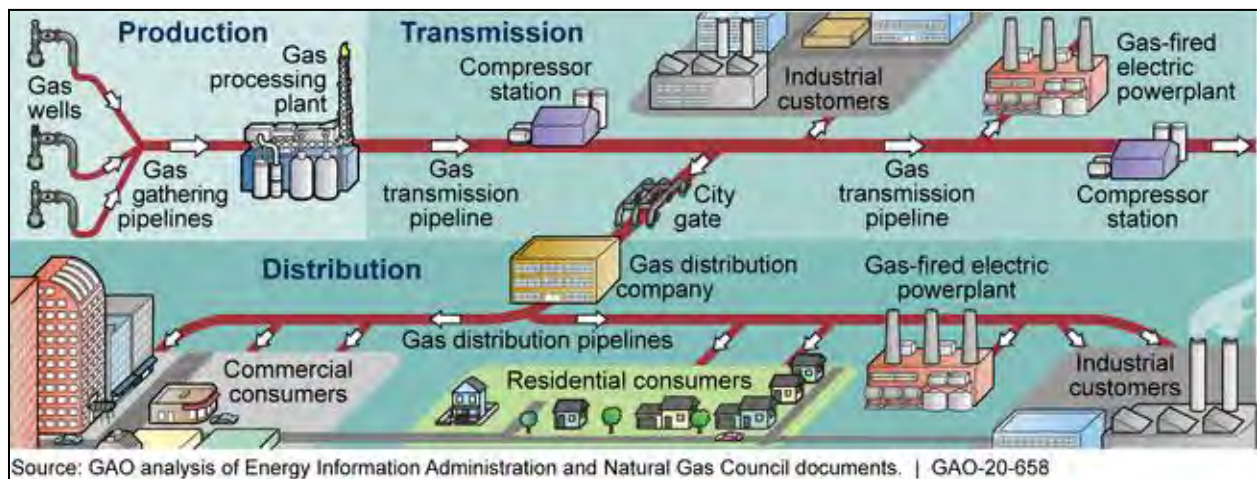 Production
Gas
wells
Gas
gathering
pipelines
Gas
processing
plant
Transmission
Gas
transmission
pipeline
Compressor
station
Industrial
customers
City
gate
Gas
transmission
pipeline
Gas-fired
electric
powerplant
Compressor
station
Distribution
Gas distribution
company
Gas distribution pipelines
Commercial
consumers
Residential consumers
Gas-fired electric
powerplant
Industrial
customers
Source: GAO analysis of Energy Information Administration and Natural Gas Council documents. | GAO-20-658